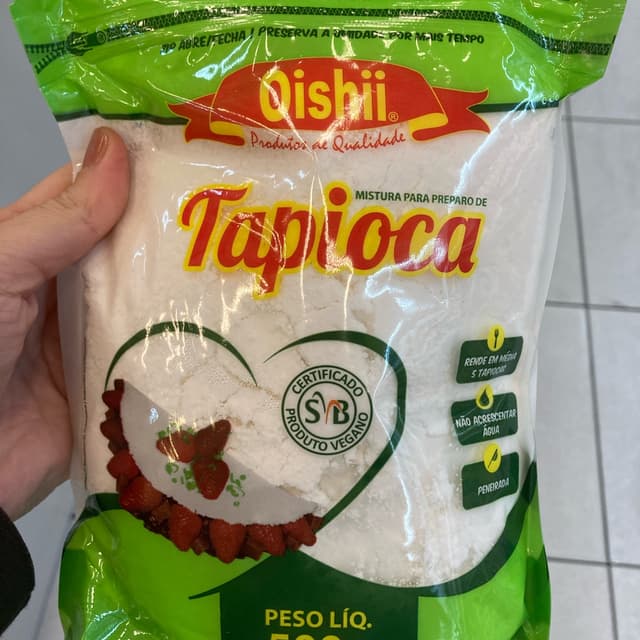 ABRE/FECHA! PRESERVA A UMIDADE POR MAIS TEMPO
Oishii®
Produtos de Qualidade
MISTURA PARA PREPARO DE
Tapioca
CERTIFICADO
SVB
PRODUTO VEGANO
RENDE EM MÉDIA
5 TAPIOCAS
NÃO ACRESCENTAR
ÁGUA
PENEIRADA
PESO LÍQ.